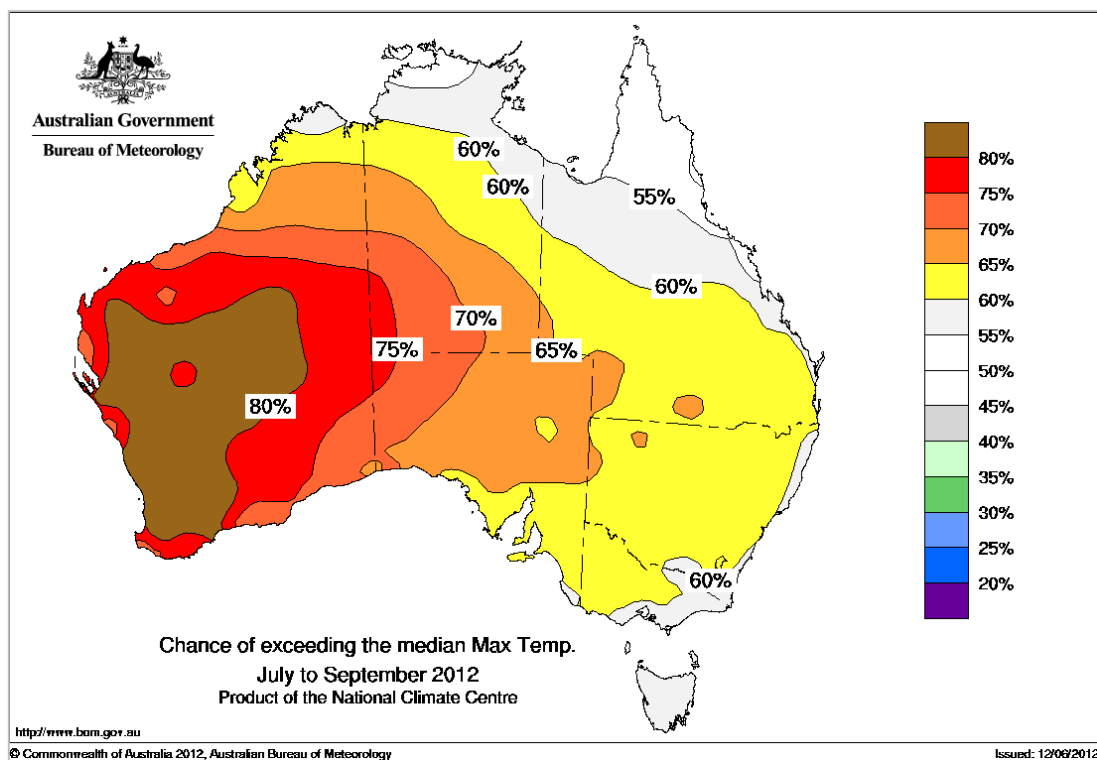 Australian Government
Bureau of Meteorology
60%
60%
55%
60%
70%
75%
65%
80%
60%
80%
75%
70%
65%
60%
55%
50%
45%
40%
35%
30%
25%
20%
Chance of exceeding the median Max Temp.
July to September 2012
Product of the National Climate Centre
http://www.bom.gov.au
© Commonwealth of Australia 2012, Australian Bureau of Meteorology
Issued: 12/06/2012